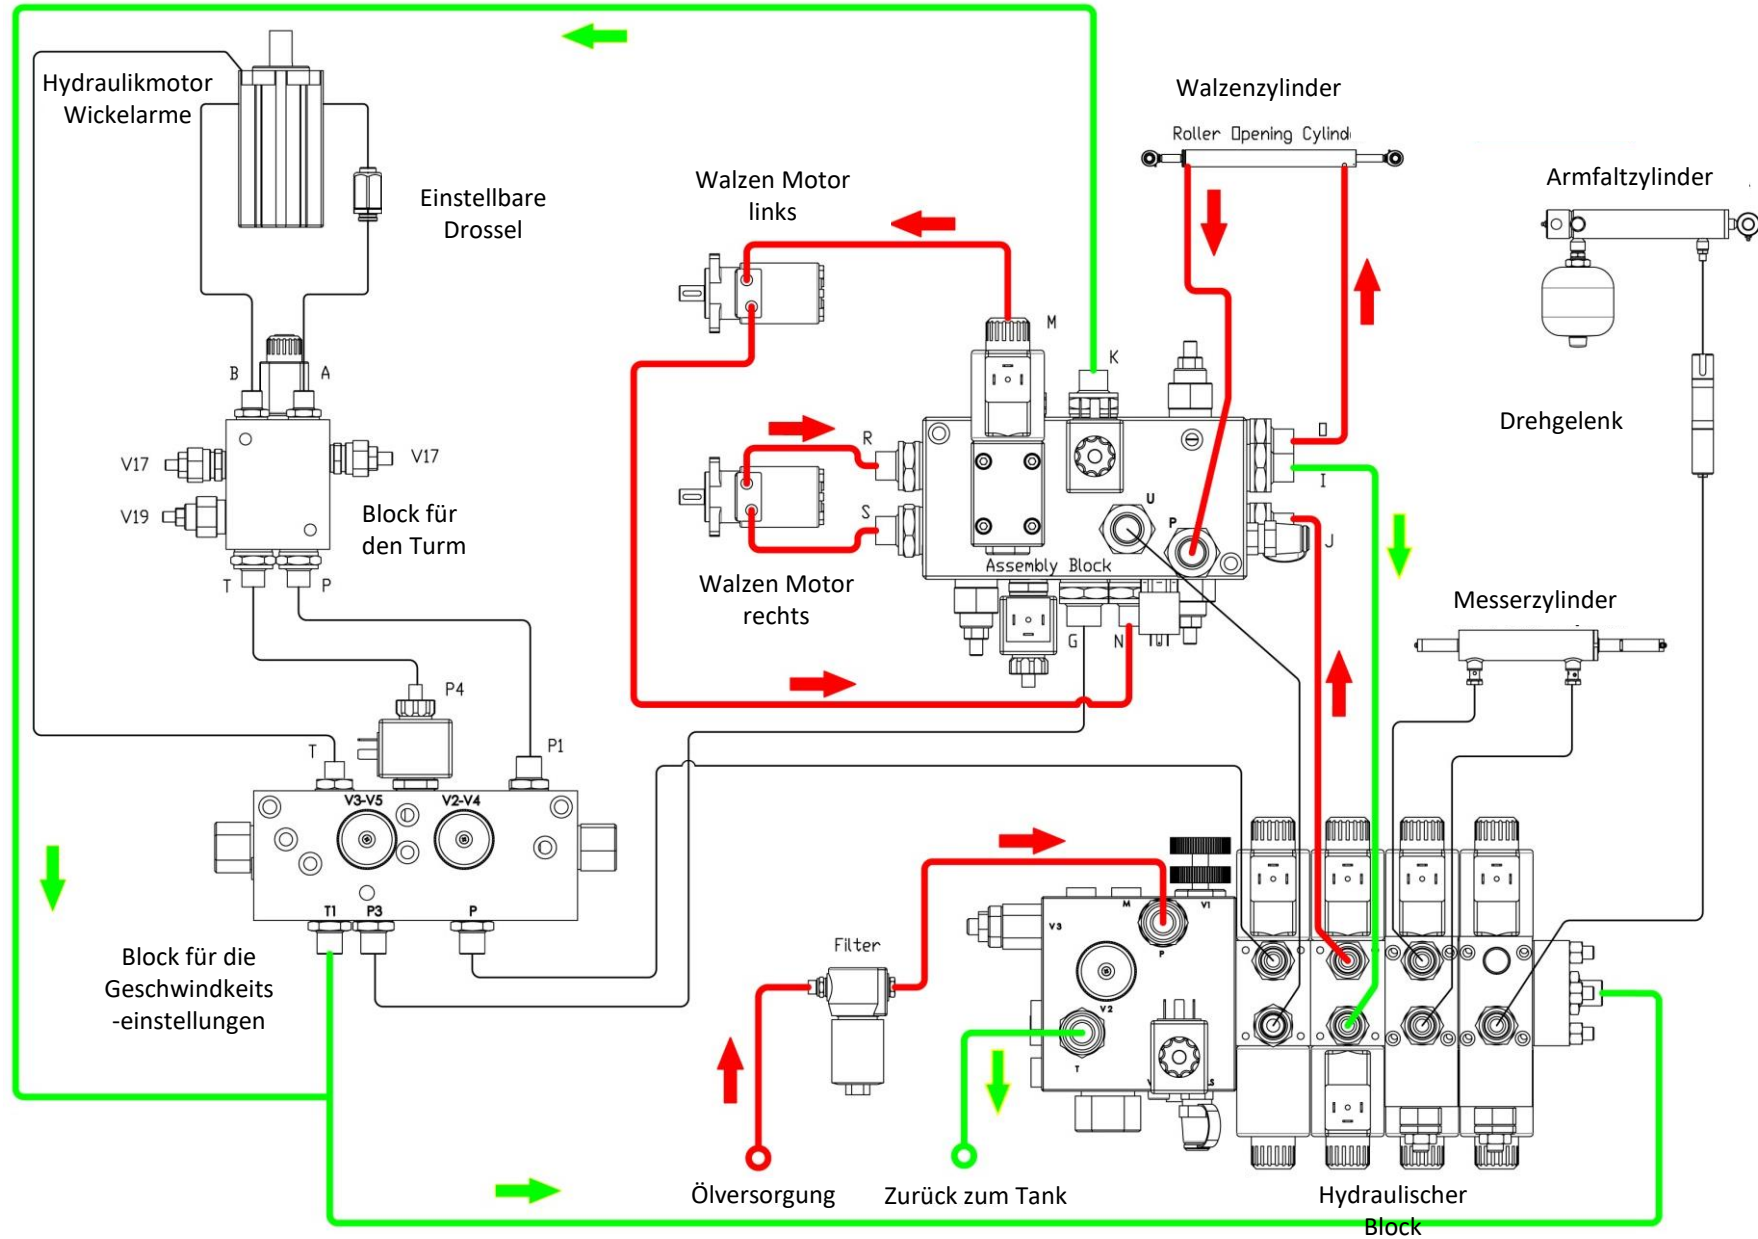 Hydraulikmotor
Wickelarme
Einstellbare
Drossel
Walzen Motor
links
Walzenzylinder
Roller Opening Cylind
Armfaltzylinder
M
K
B
A
V17
V17
V19
Block für
den Turm
T
P
R
S
U
P
O
I
J
Assembly Block
G
N
Walzen Motor
rechts
Drehgelenk
Messerzylinder
P4
T
P1
V3-V5
V2-V4
T1
P3
P
Block für die
Geschwindkeits
-einstellungen
Filter
M
V1
V3
P
V2
T
V
LS
Ölversorgung
Zurück zum Tank
Hydraulischer
Block